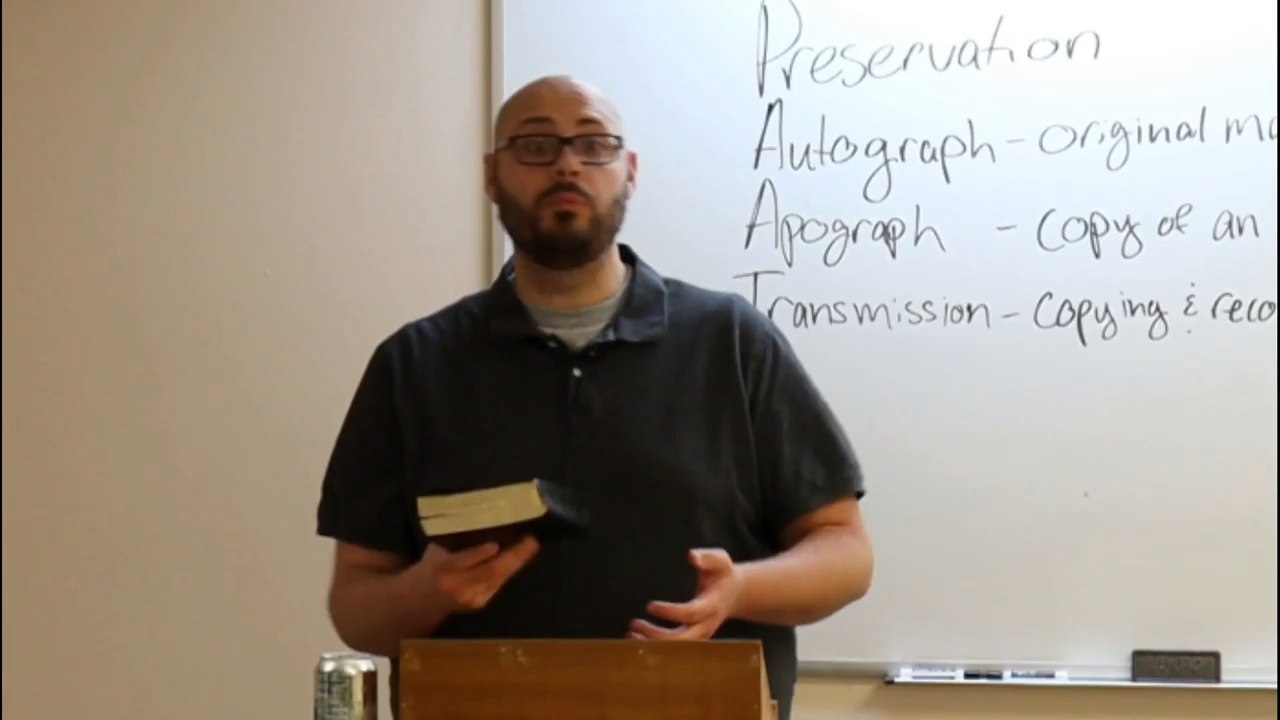 Preservation
Autograph - original
Apograph - copy of an
Transmission - copying &